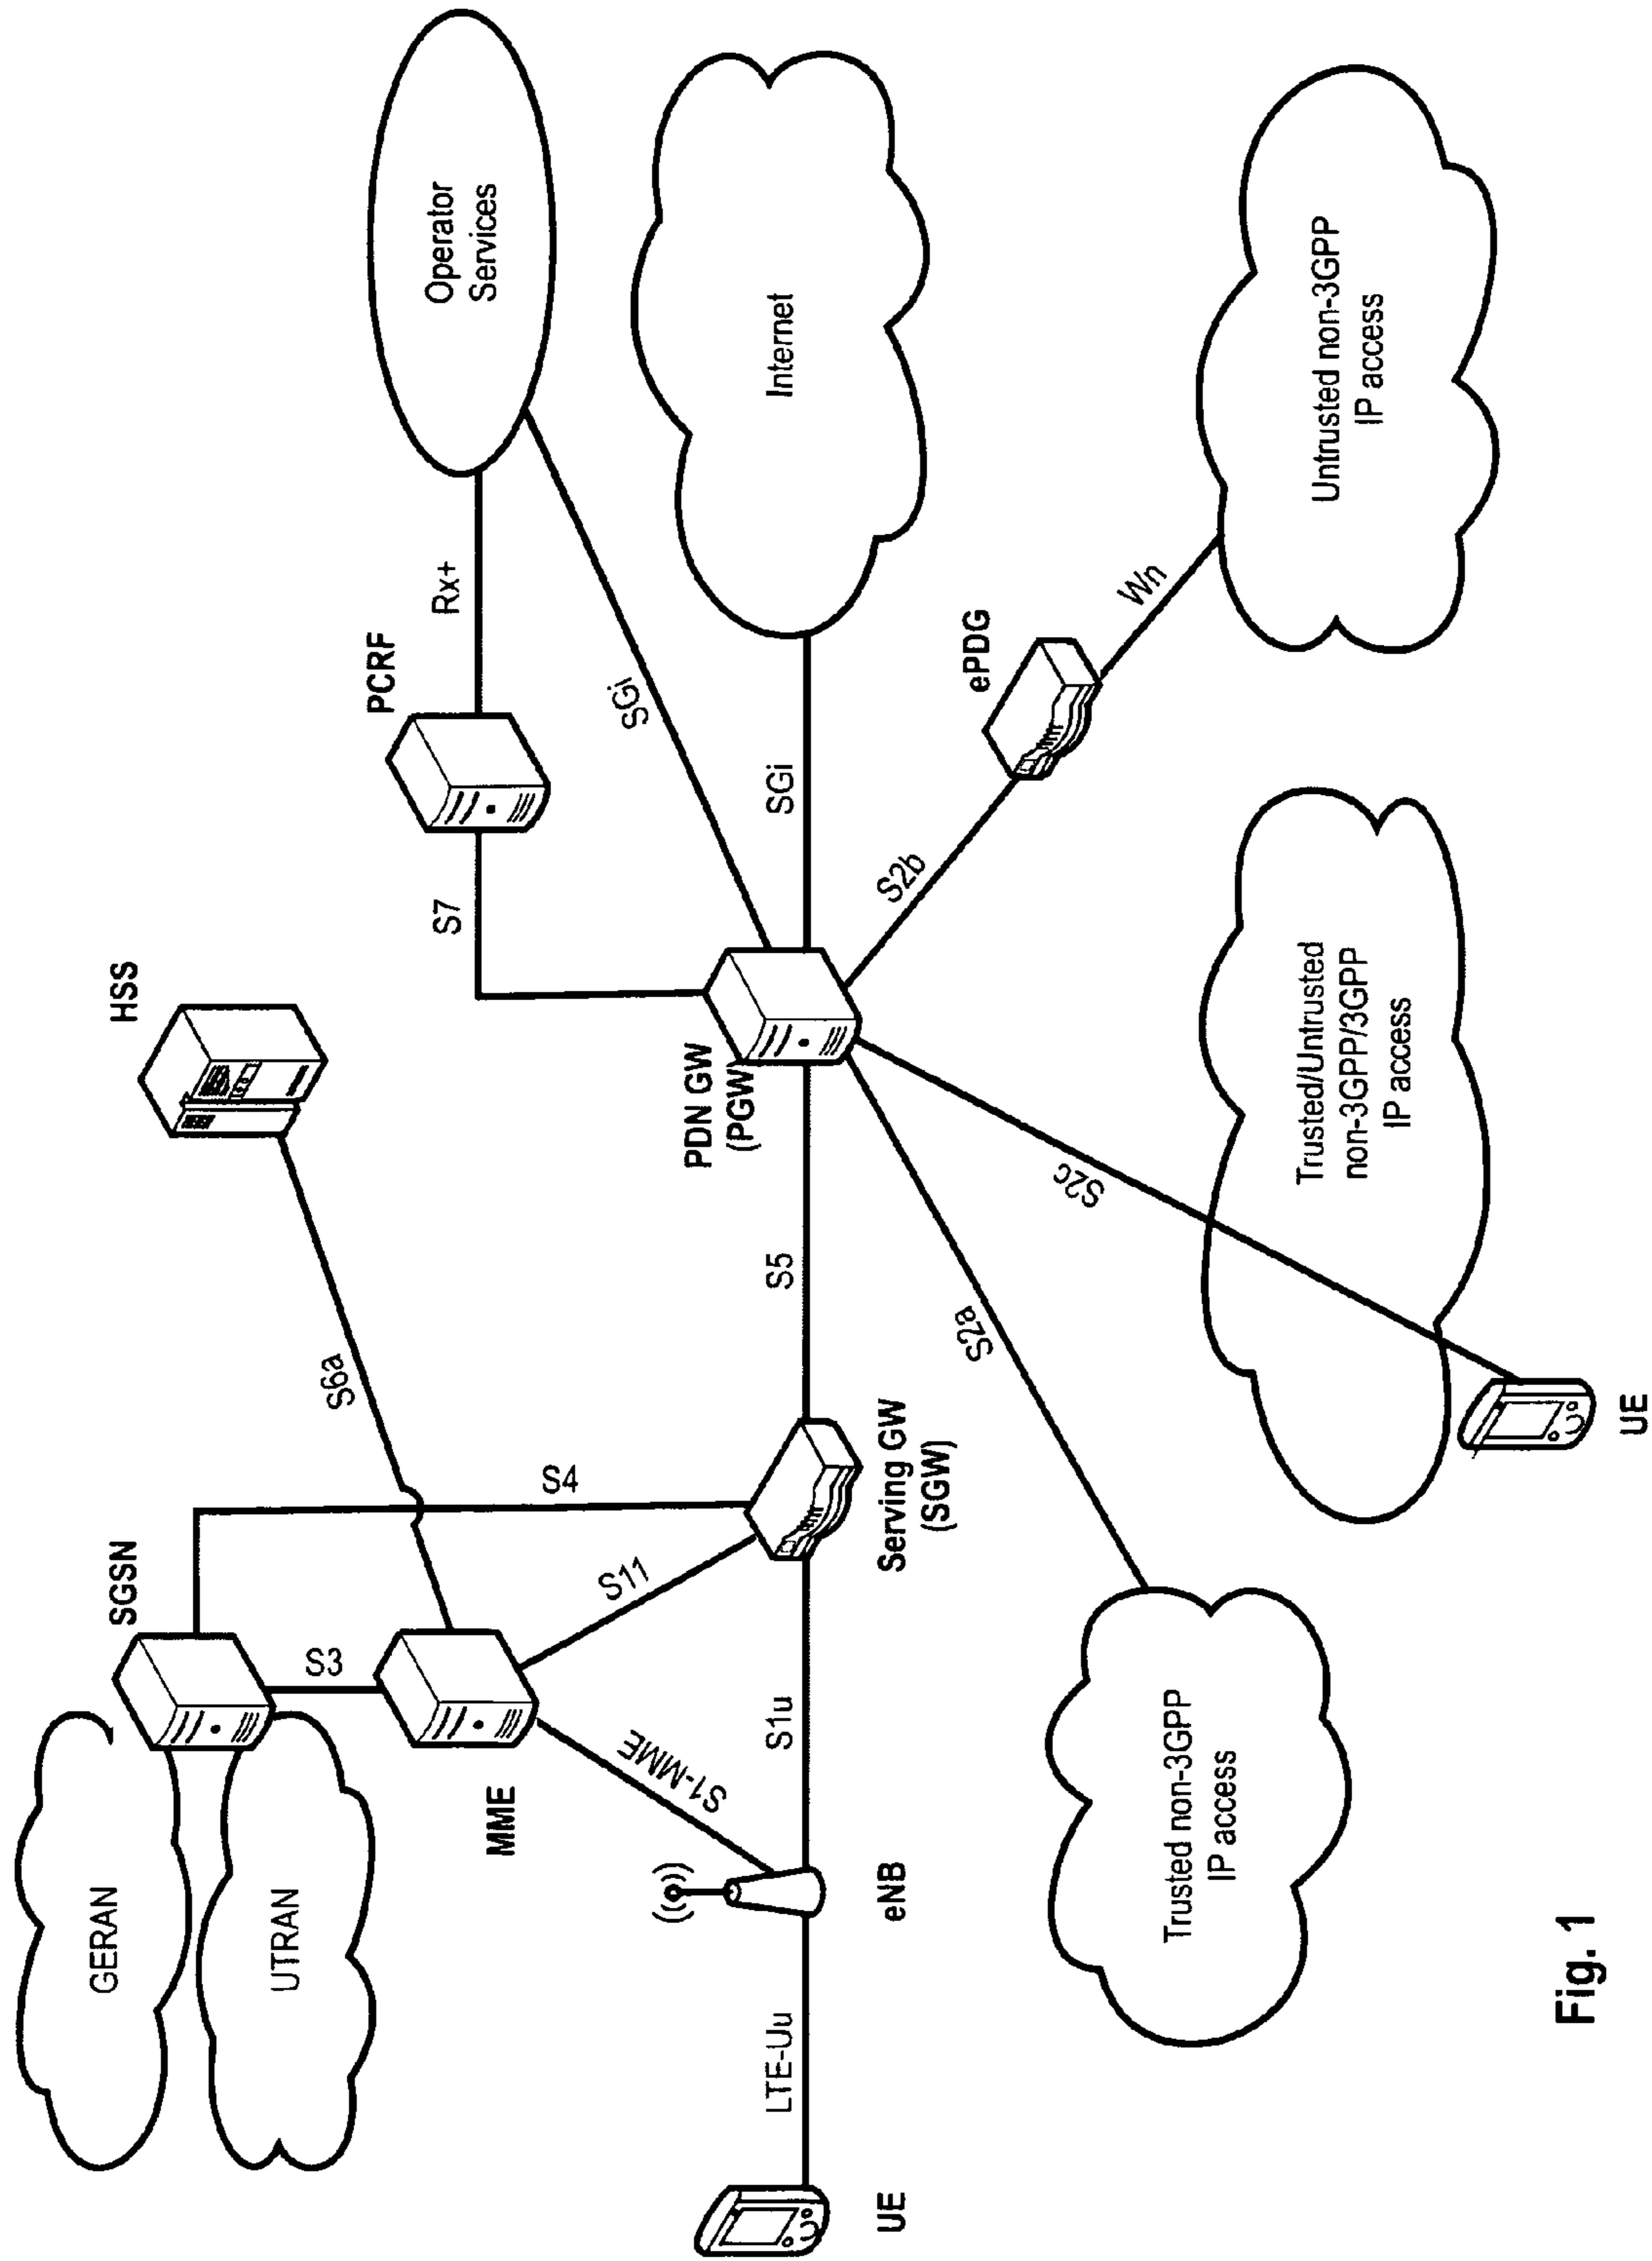 HSS
SGSN
GERAN
UTRAN
S3
S6a
S4
MME
S11
S1-MME
PCRF
S7
Rx+
Operator
Services
SGi
PDN GW
(PGW)
UE
LTE-Uu
eNB
S1u
Serving GW
(SGW)
S5
SGi
Internet
S2a
S2c
S2b
ePDG
Wn
Trusted non-3GPP
IP access
Trusted/Untrusted
non-3GPP/3GPP
IP access
Untrusted non-3GPP
IP access
UE
Fig. 1